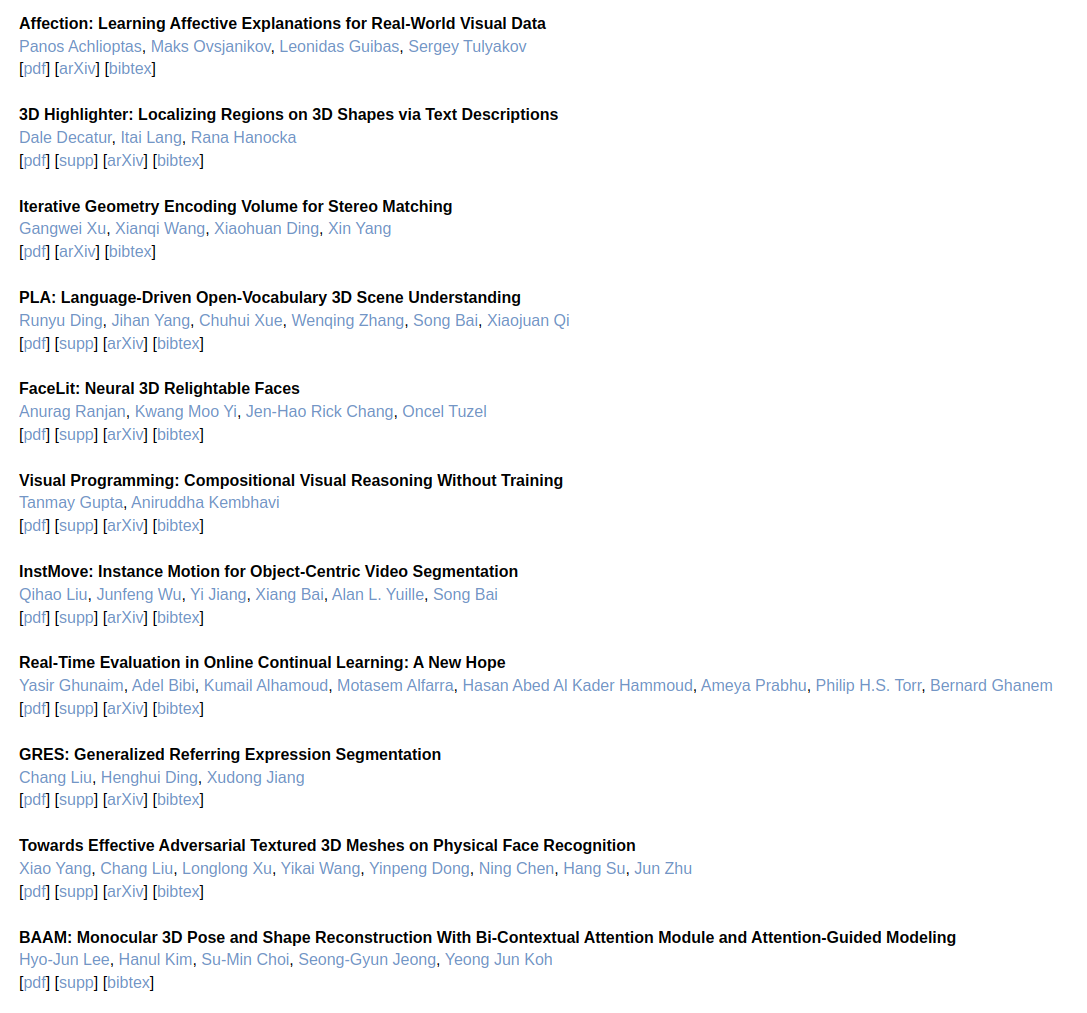 Affection: Learning Affective Explanations for Real-World Visual Data
Panos Achlioptas, Maks Ovsjanikov, Leonidas Guibas, Sergey Tulyakov
[pdf] [arXiv] [bibtex]
3D Highlighter: Localizing Regions on 3D Shapes via Text Descriptions
Dale Decatur, Itai Lang, Rana Hanocka
[pdf] [supp] [arXiv] [bibtex]
Iterative Geometry Encoding Volume for Stereo Matching
Gangwei Xu, Xianqi Wang, Xiaohuan Ding, Xin Yang
[pdf] [arXiv] [bibtex]
PLA: Language-Driven Open-Vocabulary 3D Scene Understanding
Runyu Ding, Jihan Yang, Chuhui Xue, Wenqing Zhang, Song Bai, Xiaojuan Qi
[pdf] [supp] [arXiv] [bibtex]
FaceLit: Neural 3D Relightable Faces
Anurag Ranjan, Kwang Moo Yi, Jen-Hao Rick Chang, Oncel Tuzel
[pdf] [supp] [arXiv] [bibtex]
Visual Programming: Compositional Visual Reasoning Without Training
Tanmay Gupta, Aniruddha Kembhavi
[pdf] [supp] [arXiv] [bibtex]
InstMove: Instance Motion for Object-Centric Video Segmentation
Qihao Liu, Junfeng Wu, Yi Jiang, Xiang Bai, Alan L. Yuille, Song Bai
[pdf] [supp] [arXiv] [bibtex]
Real-Time Evaluation in Online Continual Learning: A New Hope
Yasir Ghunaim, Adel Bibi, Kumail Alhamoud, Motasem Alfarra, Hasan Abed Al Kader Hammoud, Ameya Prabhu, Philip H.S. Torr, Bernard Ghanem
[pdf] [supp] [arXiv] [bibtex]
GRES: Generalized Referring Expression Segmentation
Chang Liu, Henghui Ding, Xudong Jiang
[pdf] [supp] [arXiv] [bibtex]
Towards Effective Adversarial Textured 3D Meshes on Physical Face Recognition
Xiao Yang, Chang Liu, Longlong Xu, Yikai Wang, Yinpeng Dong, Ning Chen, Hang Su, Jun Zhu
[pdf] [supp] [arXiv] [bibtex]
BAAM: Monocular 3D Pose and Shape Reconstruction With Bi-Contextual Attention Module and Attention-Guided Modeling
Hyo-Jun Lee, Hanul Kim, Su-Min Choi, Seong-Gyun Jeong, Yeong Jun Koh
[pdf] [supp] [bibtex]